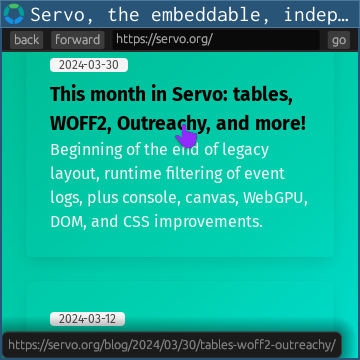 Servo, the embeddable, indep…
back forward https://servo.org/ go
2024-03-30
This month in Servo: tables,
WOFF2, Outreachy, and more!
Beginning of the end of legacy
layout, runtime filtering of event
logs, plus console, canvas, WebGPU,
DOM, and CSS improvements.
2024-03-12
https://servo.org/blog/2024/03/30/tables-woff2-outreachy/